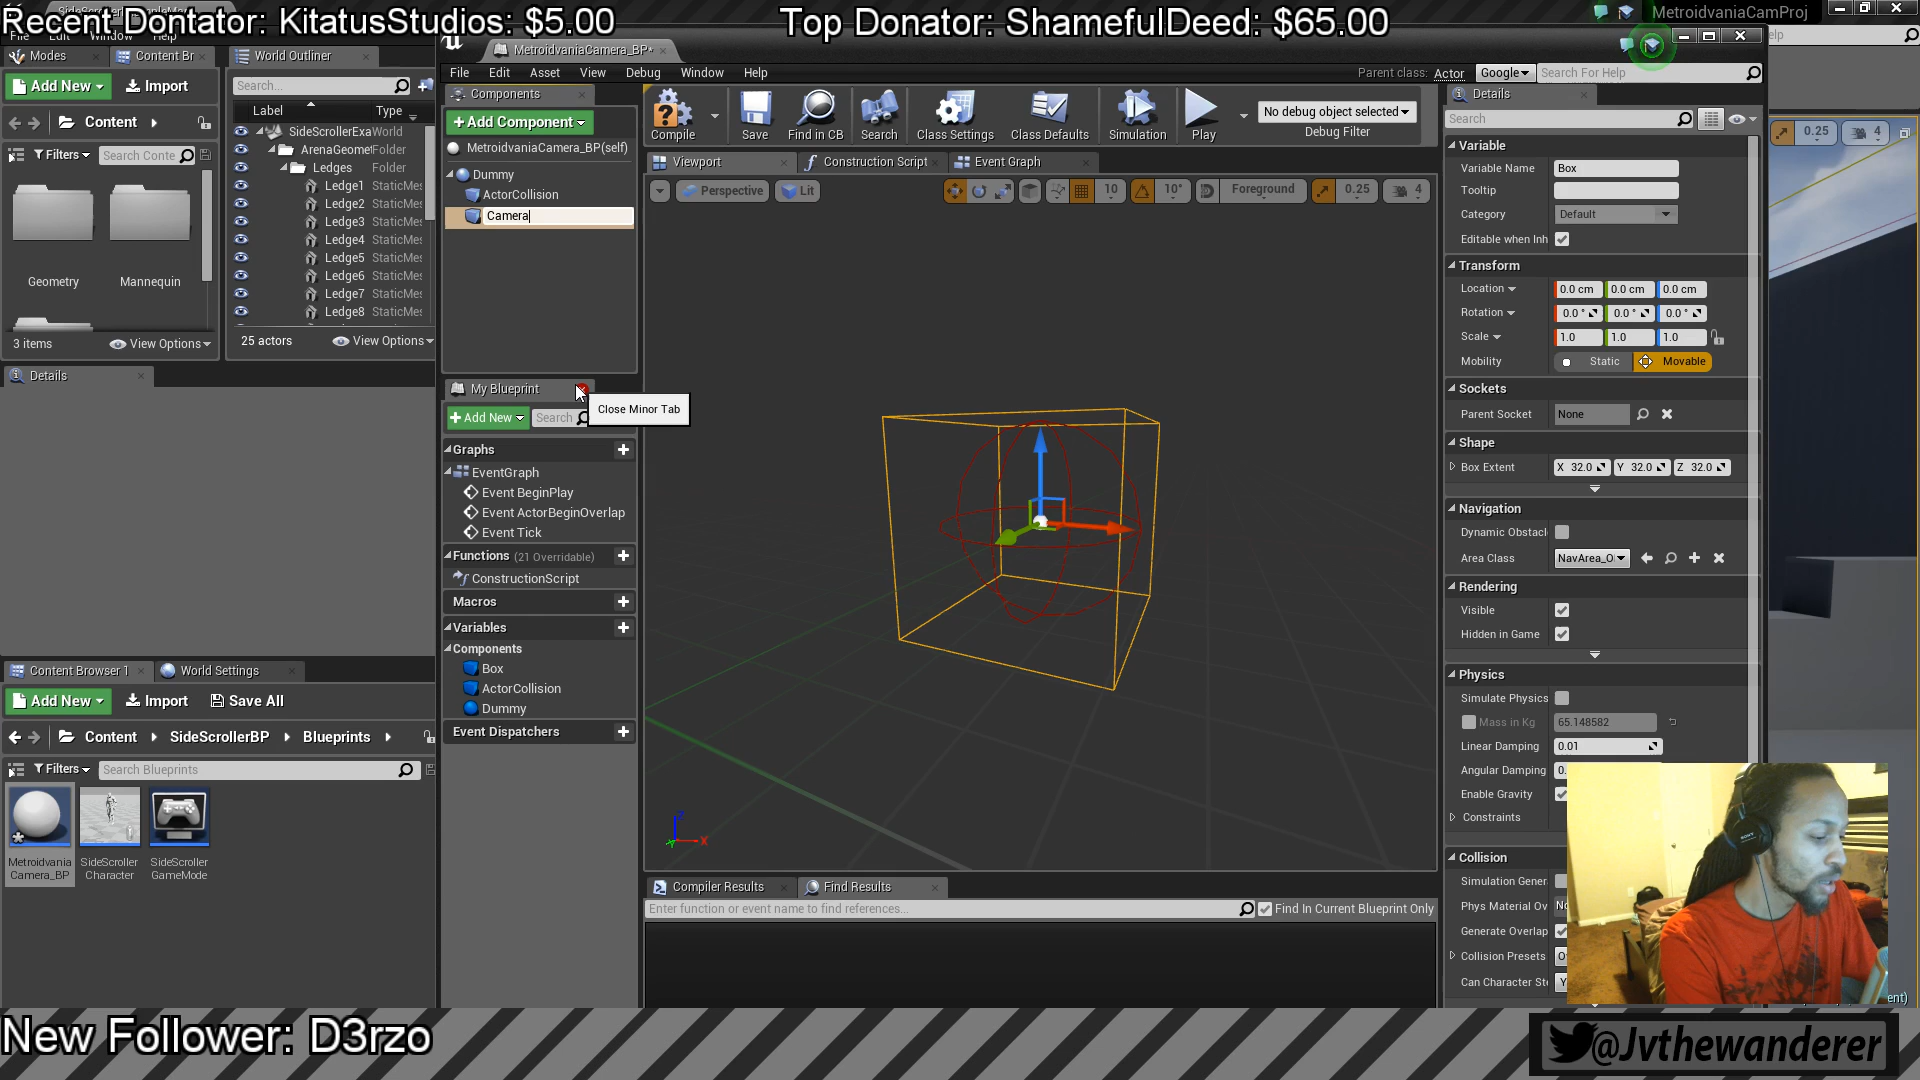 Recent Dontator: KitatusStudios: $5.00
Top Donator: ShamefulDeed: $65.00
MetroidvaniaCamProj
Modes
Content Br
World Outliner
Add New
Import
Search...
Label
Type
Content
Filters
Search Conte
SideScrollerExa
World
ArenaGeomet
Folder
Ledges
Folder
Ledge1
StaticMes
Ledge2
StaticMes
Ledge3
StaticMes
Ledge4
StaticMes
Ledge5
StaticMes
Ledge6
StaticMes
Ledge7
StaticMes
Ledge8
StaticMes
Geometry
Mannequin
3 items
View Options
25 actors
View Options
Details
Content Browser 1
World Settings
Add New
Import
Save All
Content
SideScrollerBP
Blueprints
Filters
Search Blueprints
Metroidvania
Camera_BP
SideScroller
Character
SideScroller
GameMode
MetroidvaniaCamera_BP*
File
Edit
Asset
View
Debug
Window
Help
Parent class: Actor
Google
Search For Help
Components
+Add Component
MetroidvaniaCamera_BP(self)
Dummy
ActorCollision
Camera
My Blueprint
Close Minor Tab
+Add New
Search
Graphs
EventGraph
Event BeginPlay
Event ActorBeginOverlap
Event Tick
Functions (21 Overridable)
ConstructionScript
Macros
Variables
Components
Box
ActorCollision
Dummy
Event Dispatchers
Compile
Save
Find in CB
Search
Class Settings
Class Defaults
Simulation
Play
No debug object selected
Debug Filter
Viewport
Construction Script
Event Graph
Perspective
Lit
10
10°
Foreground
0.25
4
Z
X
Compiler Results
Find Results
Enter function or event name to find references...
Find In Current Blueprint Only
Details
Search
Variable
Variable Name
Box
Tooltip
Category
Default
Editable when Inh
Transform
Location
0.0 cm
0.0 cm
0.0 cm
Rotation
0.0 °
0.0 °
0.0 °
Scale
1.0
1.0
1.0
Mobility
Static
Movable
Sockets
Parent Socket
None
Shape
Box Extent
X 32.0
Y 32.0
Z 32.0
Navigation
Dynamic Obstacl
Area Class
NavArea_O
Rendering
Visible
Hidden in Game
Physics
Simulate Physics
Mass in Kg
65.148582
Linear Damping
0.01
Angular Damping
0.
Enable Gravity
Constraints
Collision
Simulation Gener
Phys Material Ov
Generate Overlap
Collision Presets
Can Character Ste
0.25
4
New Follower: D3rzo
@Jvthewanderer